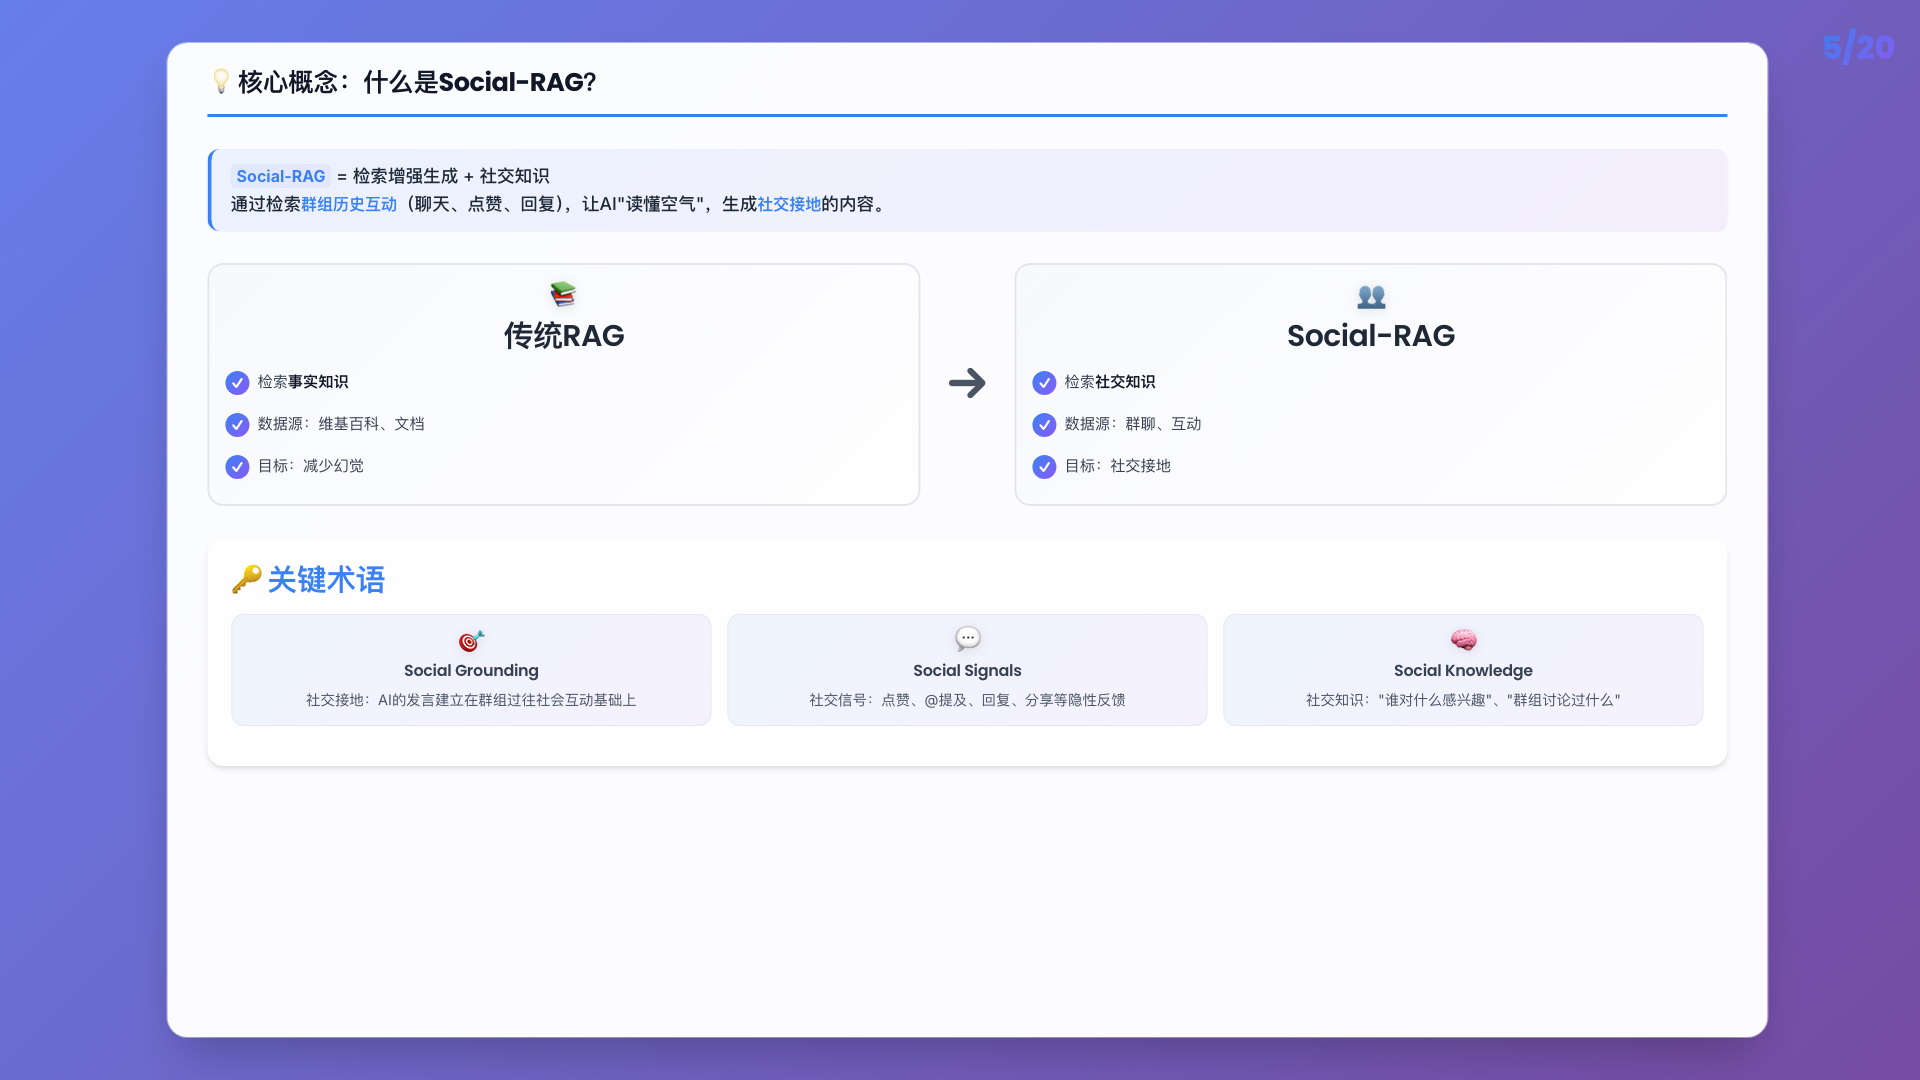 5/20
💡 核心概念：什么是Social-RAG?
Social-RAG = 检索增强生成 + 社交知识
通过检索群组历史互动（聊天、点赞、回复），让AI"读懂空气"，生成社交接地的内容。
传统RAG
检索事实知识
数据源：维基百科、文档
目标：减少幻觉
Social-RAG
检索社交知识
数据源：群聊、互动
目标：社交接地
🔑 关键术语
Social Grounding
社交接地：AI的发言建立在群组过往社会互动基础上
Social Signals
社交信号：点赞、@提及、回复、分享等隐性反馈
Social Knowledge
社交知识："谁对什么感兴趣"、"群组讨论过什么"